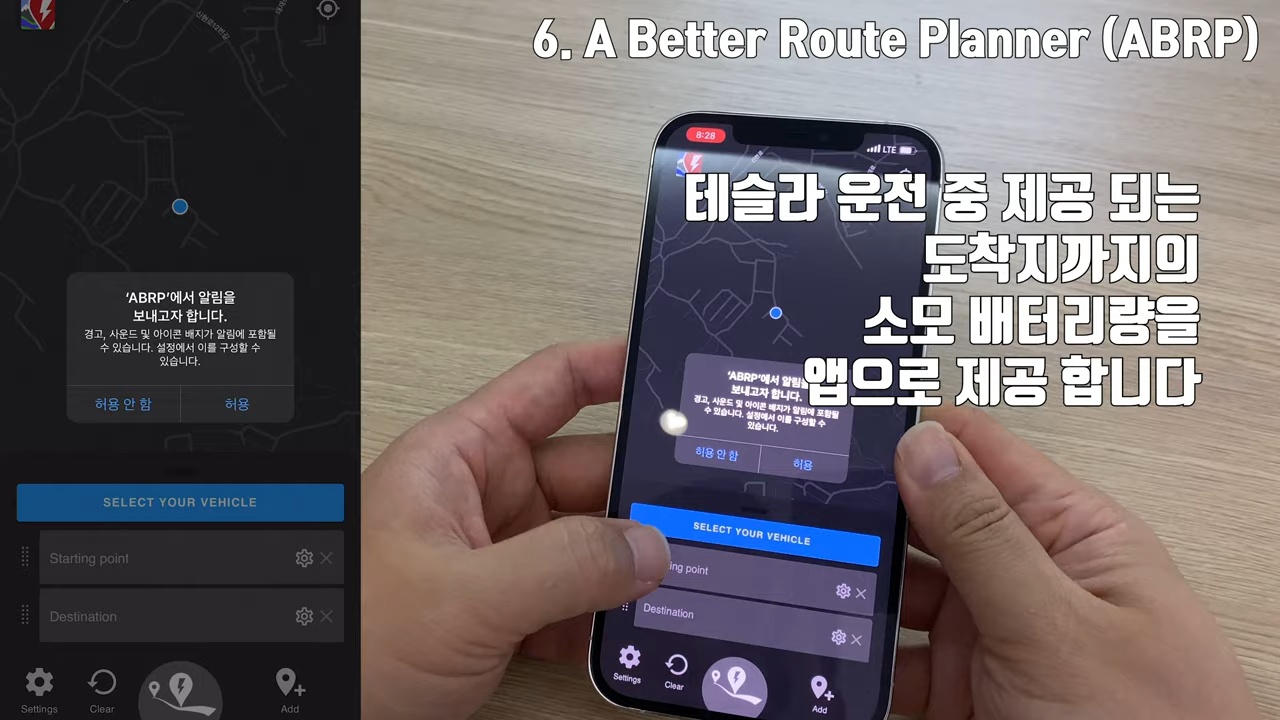 6. A Better Route Planner (ABRP)
테슬라 운전 중 제공 되는
도착지까지의
소모 배터리량을
앱으로 제공 합니다
'ABRP'에서 알림을
보내고자 합니다.
경고, 사운드 및 아이콘 배지가 알림에 포함될
수 있습니다. 설정에서 이를 구성할 수
있습니다.
허용 안 함
허용
SELECT YOUR VEHICLE
Starting point
Destination
Settings
Clear
Add
8:28
LTE
'ABRP'에서 알림을
보내고자 합니다.
경고, 사운드 및 아이콘 배지가 알림에 포함될
수 있습니다. 설정에서 이를 구성할 수
있습니다.
허용 안 함
허용
SELECT YOUR VEHICLE
point
Destination
Settings
Clear
Add